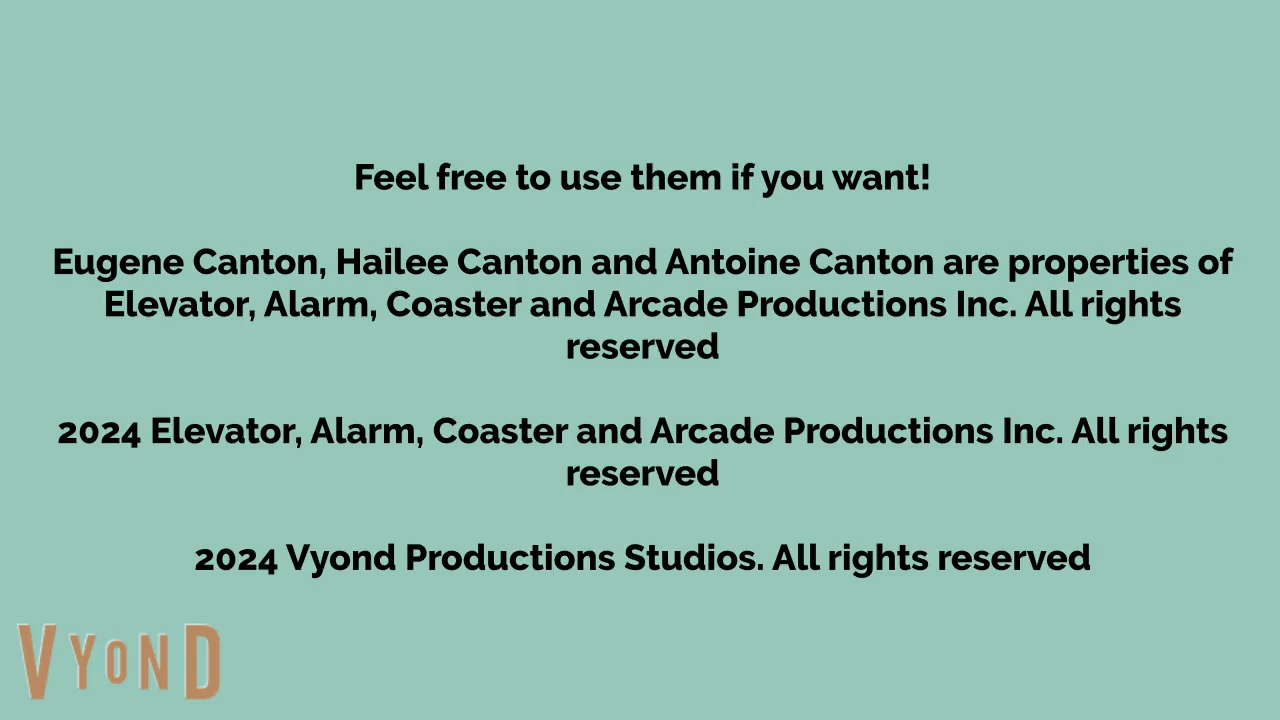 Feel free to use them if you want!
Eugene Canton, Hailee Canton and Antoine Canton are properties of
Elevator, Alarm, Coaster and Arcade Productions Inc. All rights
reserved
2024 Elevator, Alarm, Coaster and Arcade Productions Inc. All rights
reserved
2024 Vyond Productions Studios. All rights reserved
VYOND